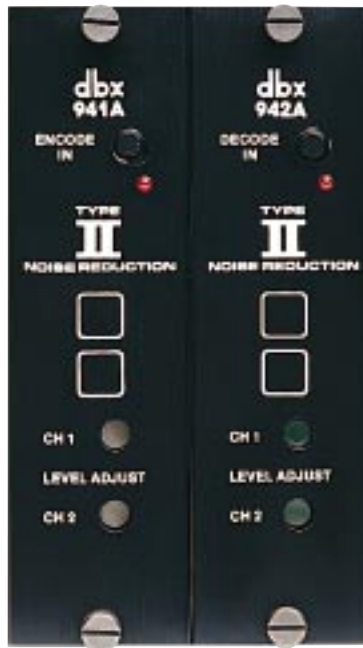 dbx
941A
ENCODE
IN
TYPE
II
NOISE REDUCTION
CH 1
LEVEL ADJUST
CH 2
dbx
942A
DECODE
IN
TYPE
II
NOISE REDUCTION
CH 1
LEVEL ADJUST
CH 2